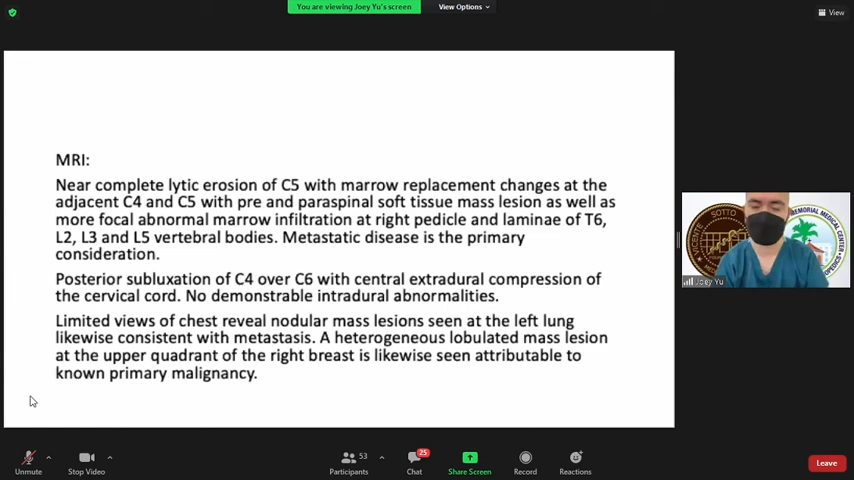 You are viewing Joey Yu's screen
View Options
View
MRI:
Near complete lytic erosion of C5 with marrow replacement changes at the
adjacent C4 and C5 with pre and paraspinal soft tissue mass lesion as well as
more focal abnormal marrow infiltration at right pedicle and laminae of T6,
L2, L3 and L5 vertebral bodies. Metastatic disease is the primary
consideration.
Posterior subluxation of C4 over C6 with central extradural compression of
the cervical cord. No demonstrable intradural abnormalities.
Limited views of chest reveal nodular mass lesions seen at the left lung
likewise consistent with metastasis. A heterogeneous lobulated mass lesion
at the upper quadrant of the right breast is likewise seen attributable to
known primary malignancy.
VICENTE SOTTO
MEMORIAL MEDICAL
Joey Yu
Unmute
Stop Video
53
Participants
25
Chat
Share Screen
Record
Reactions
Leave